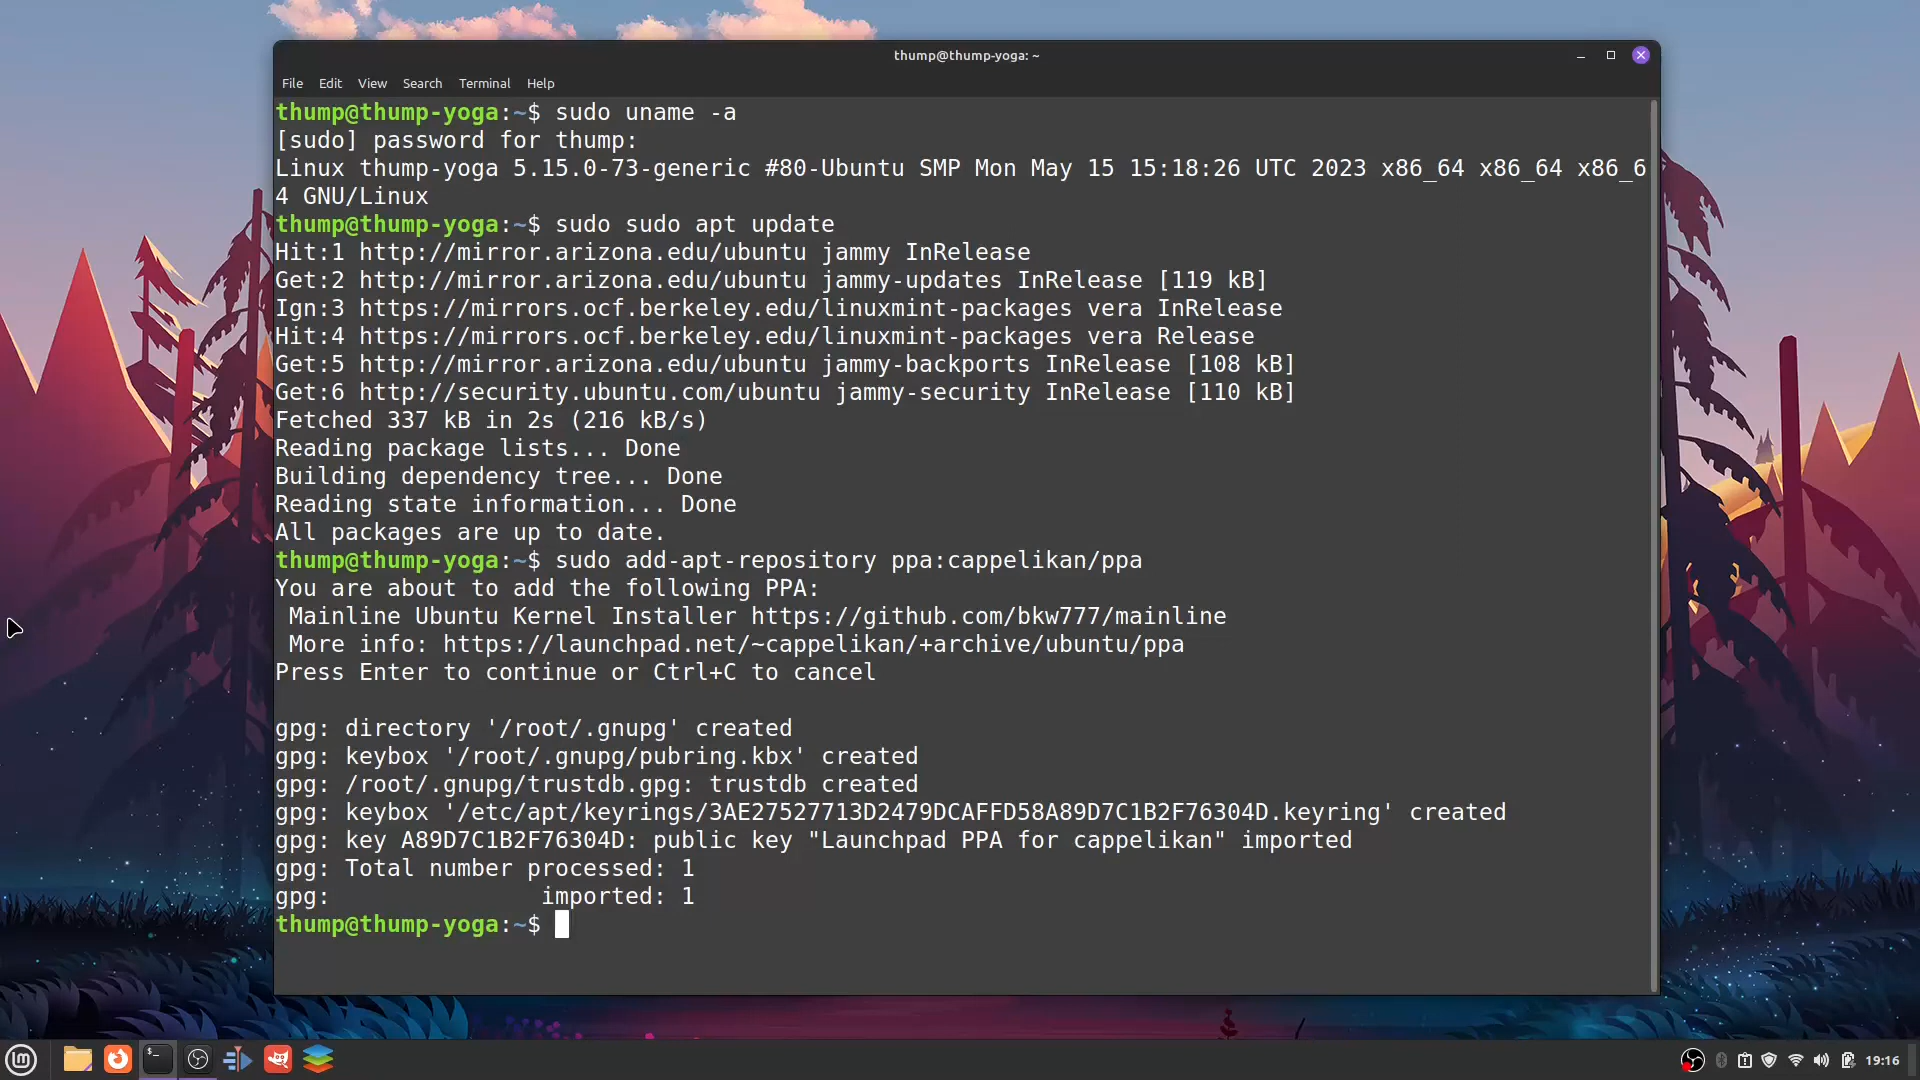 thump@thump-yoga: ~
File Edit View Search Terminal Help
thump@thump-yoga:~$ sudo uname -a
[sudo] password for thump:
Linux thump-yoga 5.15.0-73-generic #80-Ubuntu SMP Mon May 15 15:18:26 UTC 2023 x86_64 x86_64 x86_6
4 GNU/Linux
thump@thump-yoga:~$ sudo sudo apt update
Hit:1 http://mirror.arizona.edu/ubuntu jammy InRelease
Get:2 http://mirror.arizona.edu/ubuntu jammy-updates InRelease [119 kB]
Ign:3 https://mirrors.ocf.berkeley.edu/linuxmint-packages vera InRelease
Hit:4 https://mirrors.ocf.berkeley.edu/linuxmint-packages vera Release
Get:5 http://mirror.arizona.edu/ubuntu jammy-backports InRelease [108 kB]
Get:6 http://security.ubuntu.com/ubuntu jammy-security InRelease [110 kB]
Fetched 337 kB in 2s (216 kB/s)
Reading package lists... Done
Building dependency tree... Done
Reading state information... Done
All packages are up to date.
thump@thump-yoga:~$ sudo add-apt-repository ppa:cappelikan/ppa
You are about to add the following PPA:
 Mainline Ubuntu Kernel Installer https://github.com/bkw777/mainline
 More info: https://launchpad.net/~cappelikan/+archive/ubuntu/ppa
Press Enter to continue or Ctrl+C to cancel
gpg: directory '/root/.gnupg' created
gpg: keybox '/root/.gnupg/pubring.kbx' created
gpg: /root/.gnupg/trustdb.gpg: trustdb created
gpg: keybox '/etc/apt/keyrings/3AE27527713D2479DCAFFD58A89D7C1B2F76304D.keyring' created
gpg: key A89D7C1B2F76304D: public key "Launchpad PPA for cappelikan" imported
gpg: Total number processed: 1
gpg:               imported: 1
thump@thump-yoga:~$
19:16